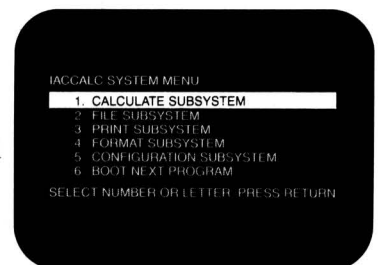 IACCALC SYSTEM MENU
1. CALCULATE SUBSYSTEM
2 FILE SUBSYSTEM
3 PRINT SUBSYSTEM
4 FORMAT SUBSYSTEM
5 CONFIGURATION SUBSYSTEM
6 BOOT NEXT PROGRAM
SELECT NUMBER OR LETTER PRESS RETURN